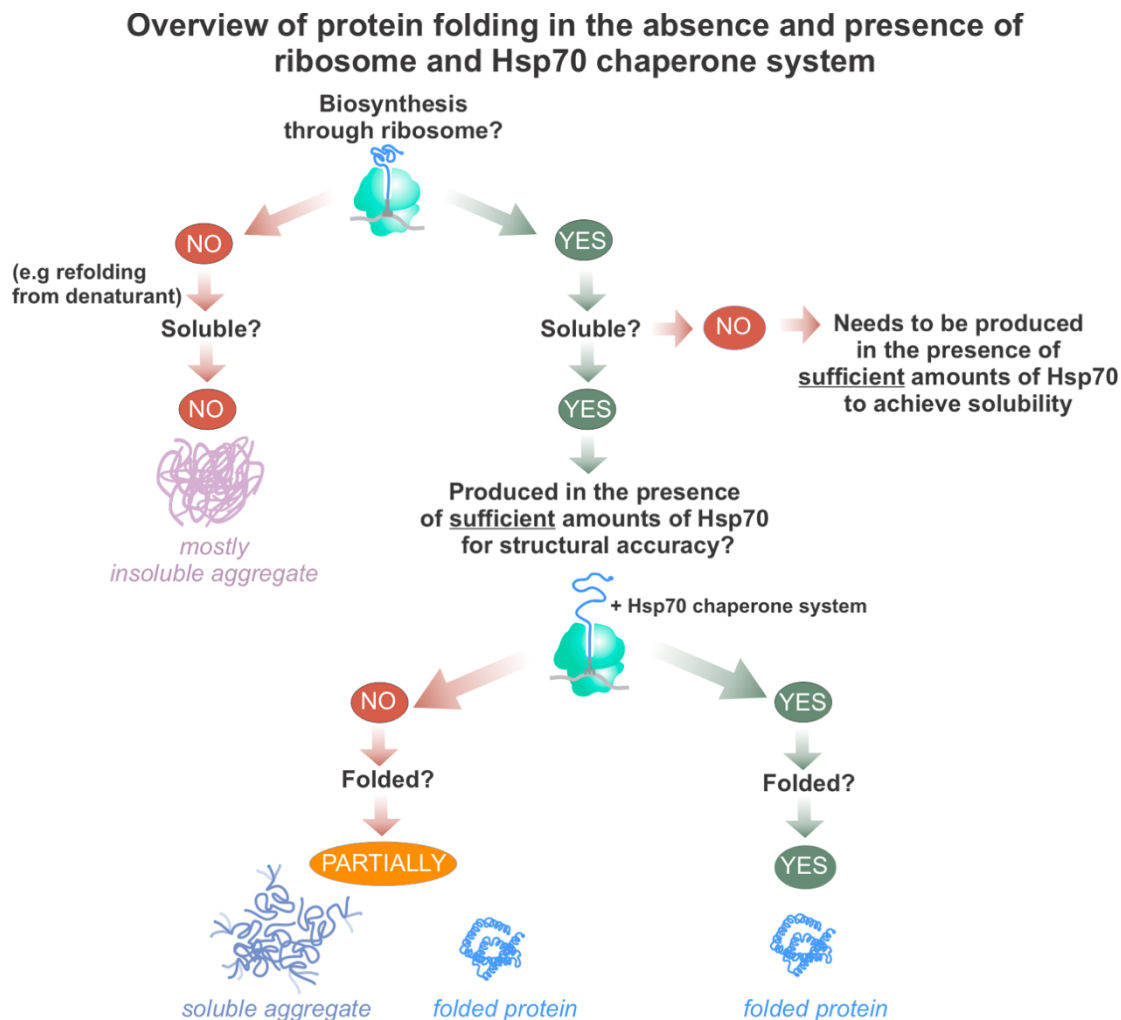 Overview of protein folding in the absence and presence of
ribosome and Hsp70 chaperone system
Biosynthesis
through ribosome?
NO
YES
(e.g refolding
from denaturant)
Soluble?
Soluble?
NO
Needs to be produced
in the presence of
sufficient amounts of Hsp70
to achieve solubility
NO
YES
mostly
insoluble aggregate
Produced in the presence
of sufficient amounts of Hsp70
for structural accuracy?
+ Hsp70 chaperone system
NO
YES
Folded?
Folded?
PARTIALLY
YES
soluble aggregate
folded protein
folded protein